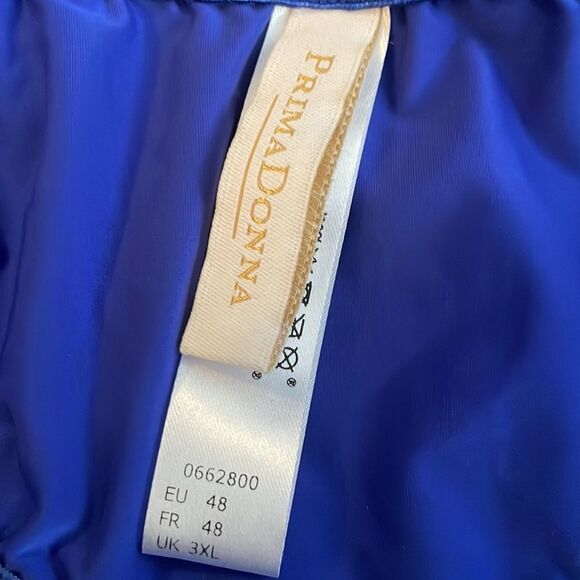 PRIMADONNA
0662800
EU 48
FR 48
UK 3XL